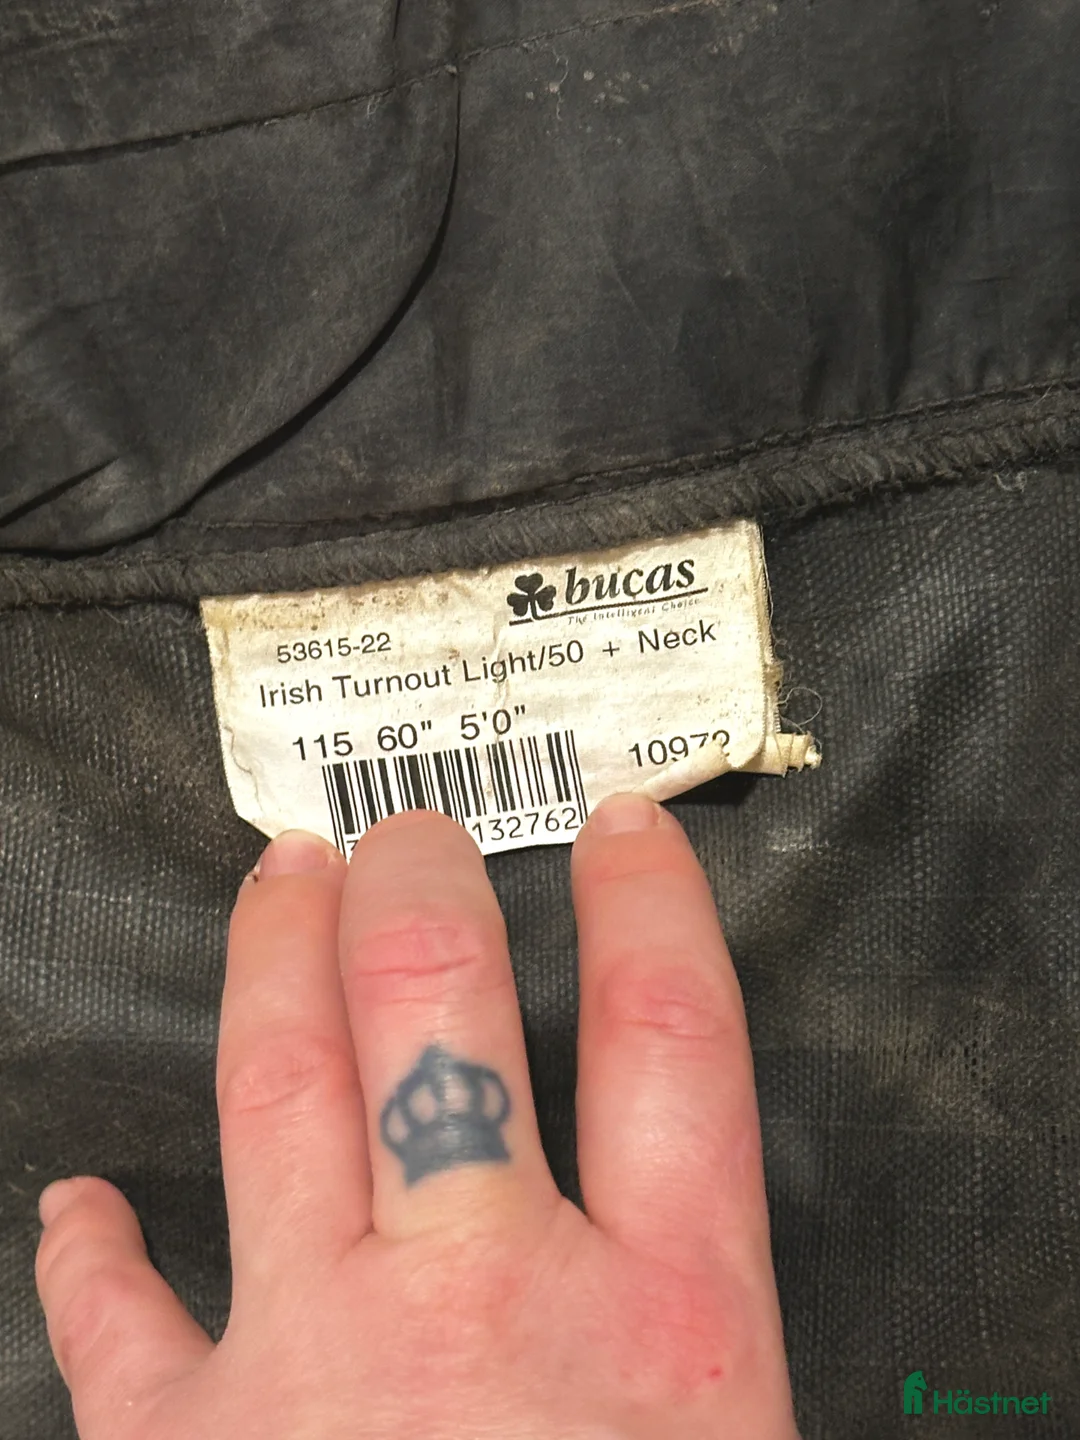 bucas
The Intelligent Choice
53615-22
Irish Turnout Light/50 + Neck
115 60" 5'0"
10972
132762
Hästnet